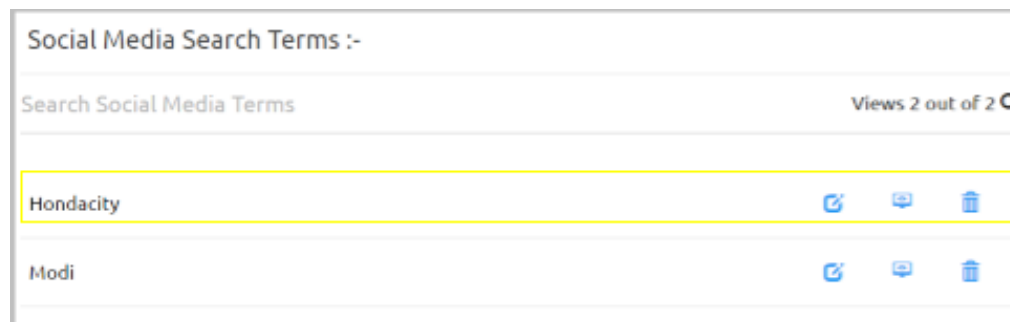 Social Media Search Terms :-
Search Social Media Terms
Views 2 out of 2
Hondacity
Modi